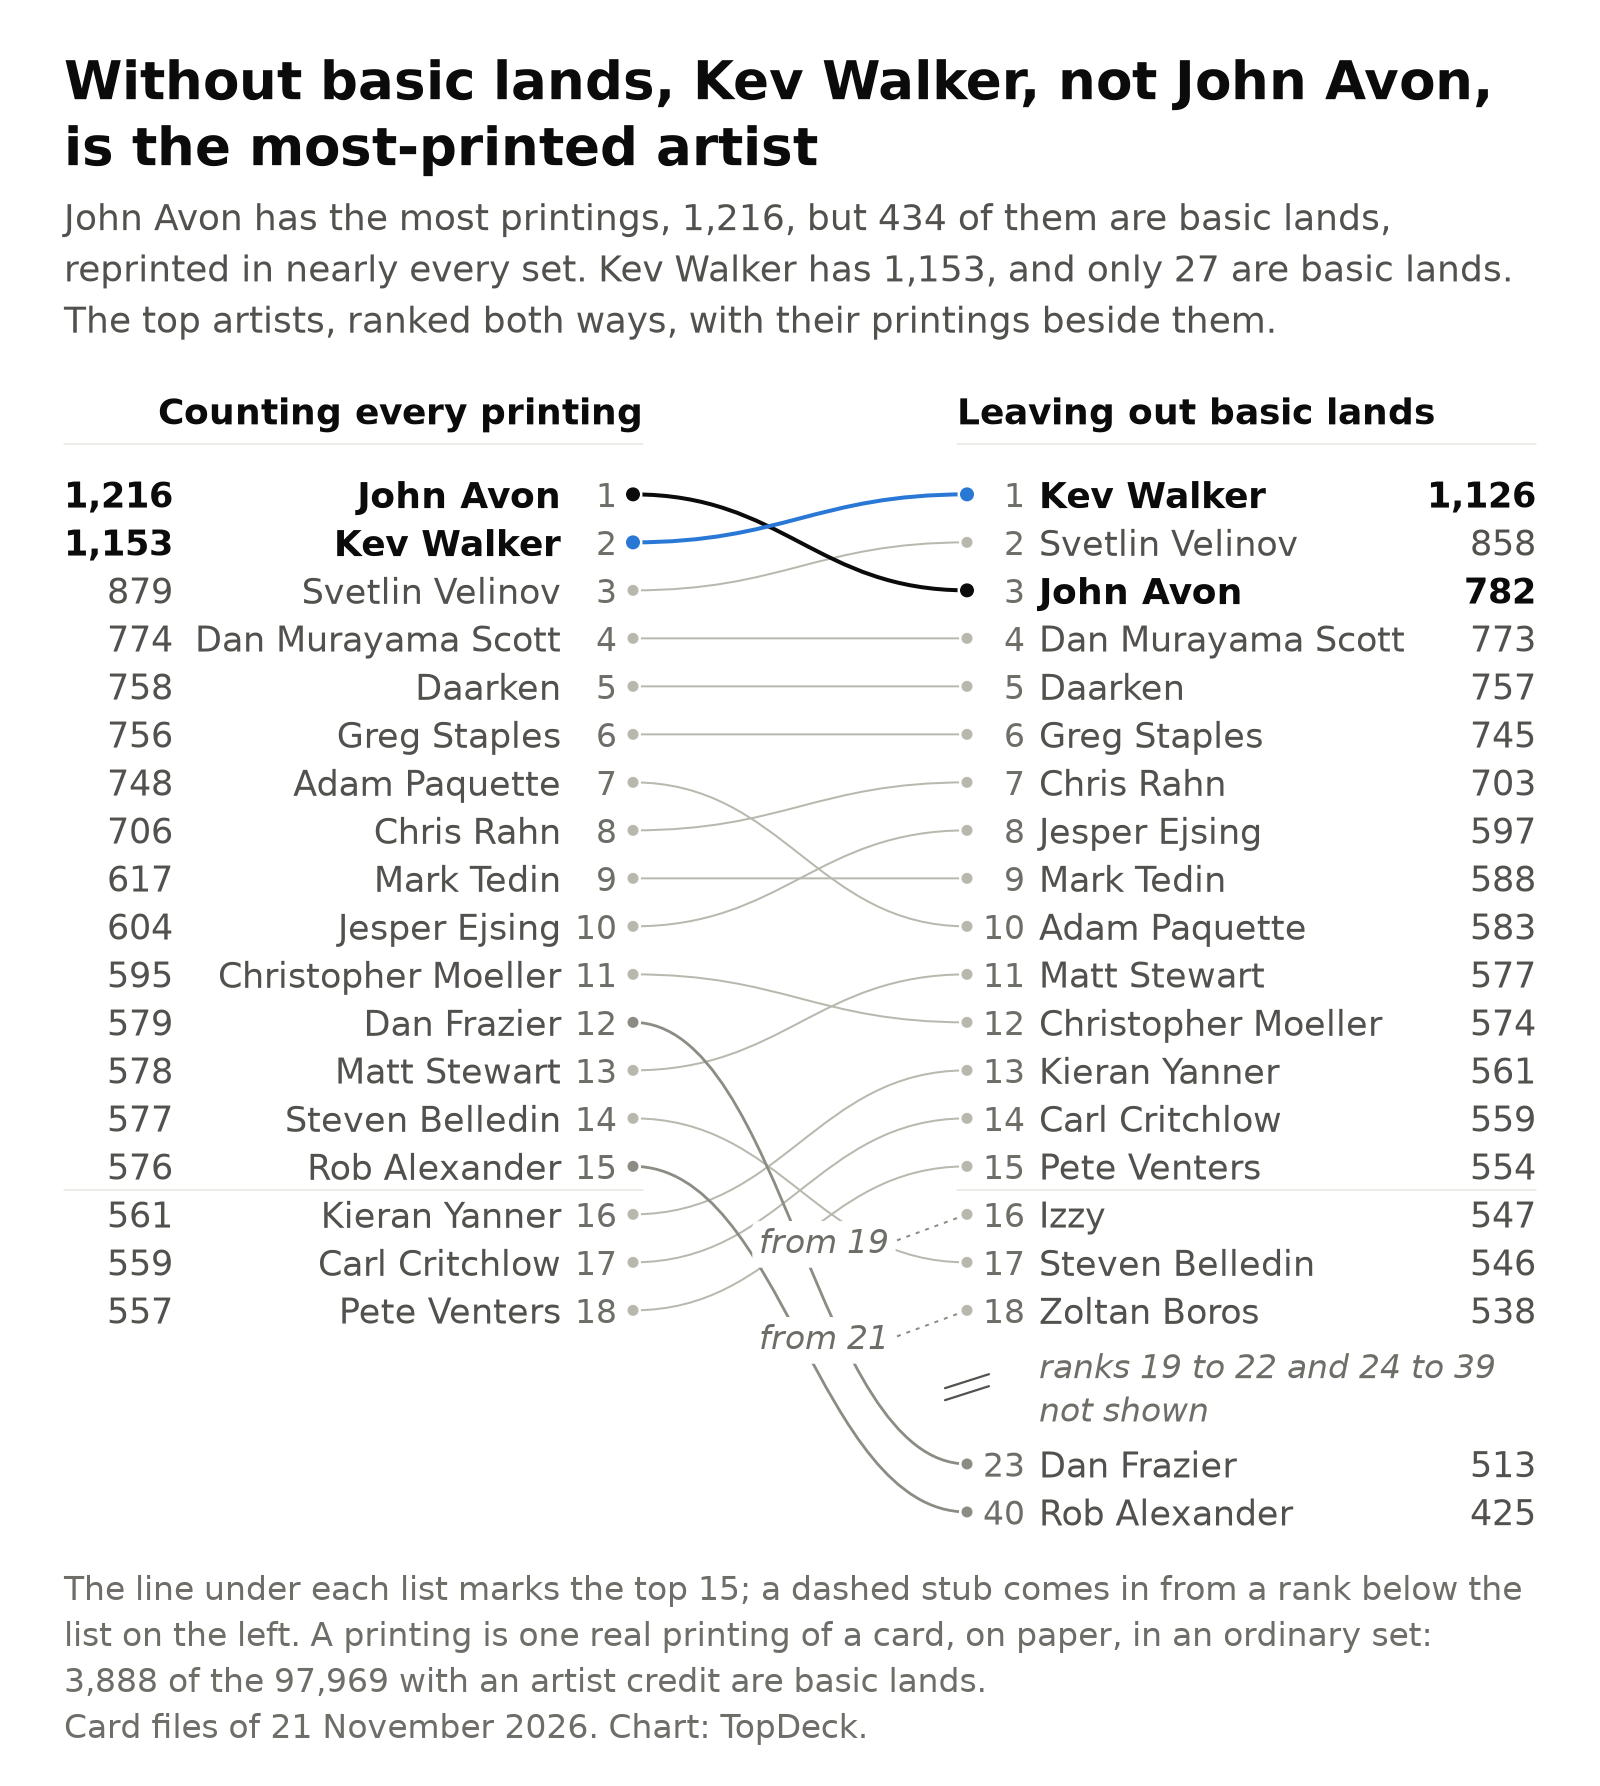 Without basic lands, Kev Walker, not John Avon,
is the most-printed artist
John Avon has the most printings, 1,216, but 434 of them are basic lands,
reprinted in nearly every set. Kev Walker has 1,153, and only 27 are basic lands.
The top artists, ranked both ways, with their printings beside them.
Counting every printing
Leaving out basic lands
1,216 John Avon 1
1 Kev Walker 1,126
1,153 Kev Walker 2
2 Svetlin Velinov 858
879 Svetlin Velinov 3
3 John Avon 782
774 Dan Murayama Scott 4
4 Dan Murayama Scott 773
758 Daarken 5
5 Daarken 757
756 Greg Staples 6
6 Greg Staples 745
748 Adam Paquette 7
7 Chris Rahn 703
706 Chris Rahn 8
8 Jesper Ejsing 597
617 Mark Tedin 9
9 Mark Tedin 588
604 Jesper Ejsing 10
10 Adam Paquette 583
595 Christopher Moeller 11
11 Matt Stewart 577
579 Dan Frazier 12
12 Christopher Moeller 574
578 Matt Stewart 13
13 Kieran Yanner 561
577 Steven Belledin 14
14 Carl Critchlow 559
576 Rob Alexander 15
15 Pete Venters 554
561 Kieran Yanner 16
16 Izzy 547
from 19
559 Carl Critchlow 17
17 Steven Belledin 546
557 Pete Venters 18
18 Zoltan Boros 538
from 21
ranks 19 to 22 and 24 to 39
not shown
23 Dan Frazier 513
40 Rob Alexander 425
The line under each list marks the top 15; a dashed stub comes in from a rank below the
list on the left. A printing is one real printing of a card, on paper, in an ordinary set:
3,888 of the 97,969 with an artist credit are basic lands.
Card files of 21 November 2026. Chart: TopDeck.